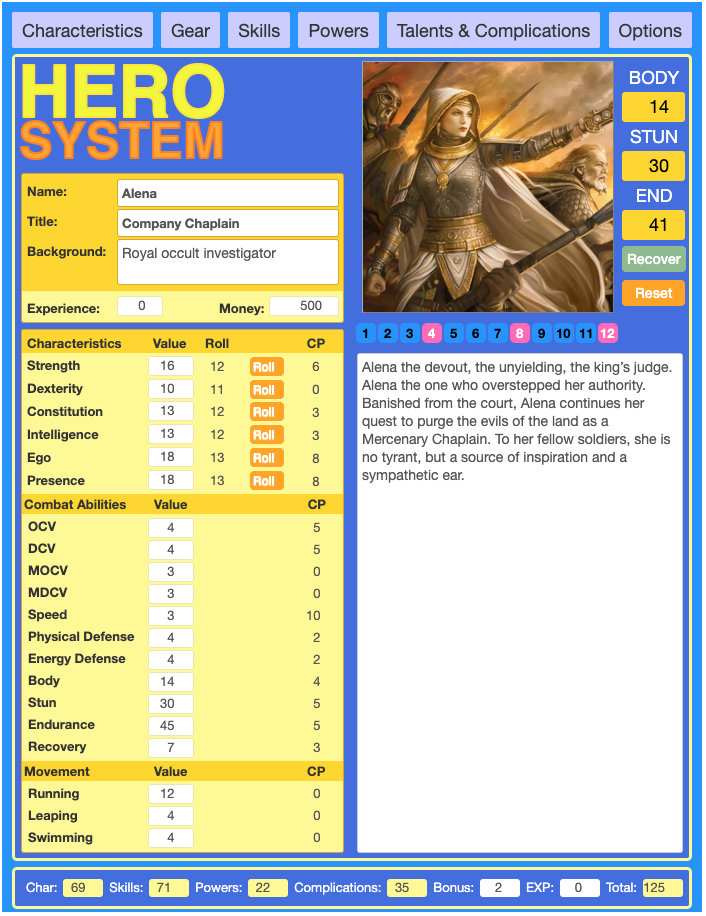 Characteristics Gear Skills Powers Talents & Complications Options
HERO
SYSTEM
BODY
14
STUN
30
END
41
Recover
Reset
Name: Alena
Title: Company Chaplain
Background: Royal occult investigator
Experience: 0 Money: 500
1 2 3 4 5 6 7 8 9 10 11 12
Characteristics Value Roll CP
Strength 16 12 Roll 6
Dexterity 10 11 Roll 0
Constitution 13 12 Roll 3
Intelligence 13 12 Roll 3
Ego 18 13 Roll 8
Presence 18 13 Roll 8
Combat Abilities Value CP
OCV 4 5
DCV 4 5
MOCV 3 0
MDCV 3 0
Speed 3 10
Physical Defense 4 2
Energy Defense 4 2
Body 14 4
Stun 30 5
Endurance 45 5
Recovery 7 3
Movement Value CP
Running 12 0
Leaping 4 0
Swimming 4 0
Alena the devout, the unyielding, the king's judge.
Alena the one who overstepped her authority.
Banished from the court, Alena continues her
quest to purge the evils of the land as a
Mercenary Chaplain. To her fellow soldiers, she is
no tyrant, but a source of inspiration and a
sympathetic ear.
Char: 69 Skills: 71 Powers: 22 Complications: 35 Bonus: 2 EXP: 0 Total: 125